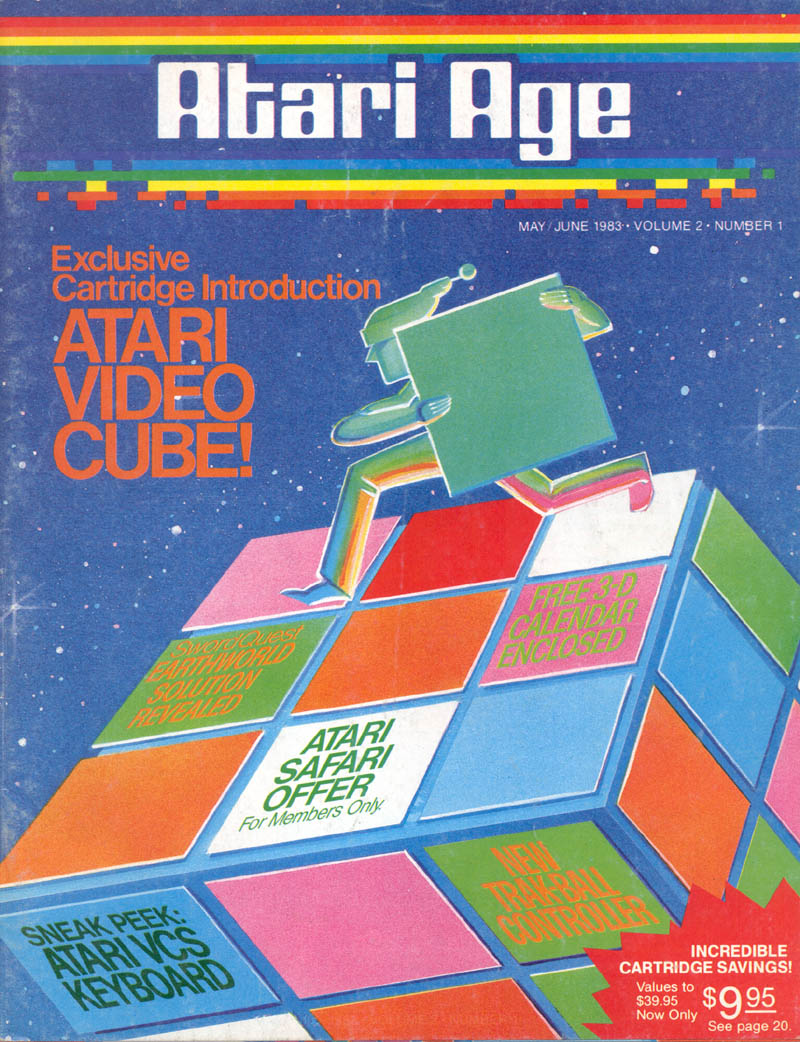 Atari Age
MAY/JUNE 1983 · VOLUME 2 · NUMBER 1
Exclusive
Cartridge Introduction
ATARI
VIDEO
CUBE!
FREE 3-D
CALENDAR
ENCLOSED
SwordQuest
EARTHWORLD
SOLUTION
REVEALED
ATARI
SAFARI
OFFER
For Members Only.
NEW
TRAK-BALL
CONTROLLER
SNEAK PEEK:
ATARI VCS
KEYBOARD
INCREDIBLE
CARTRIDGE SAVINGS!
Values to
$39.95
Now Only
$9.95
See page 20.